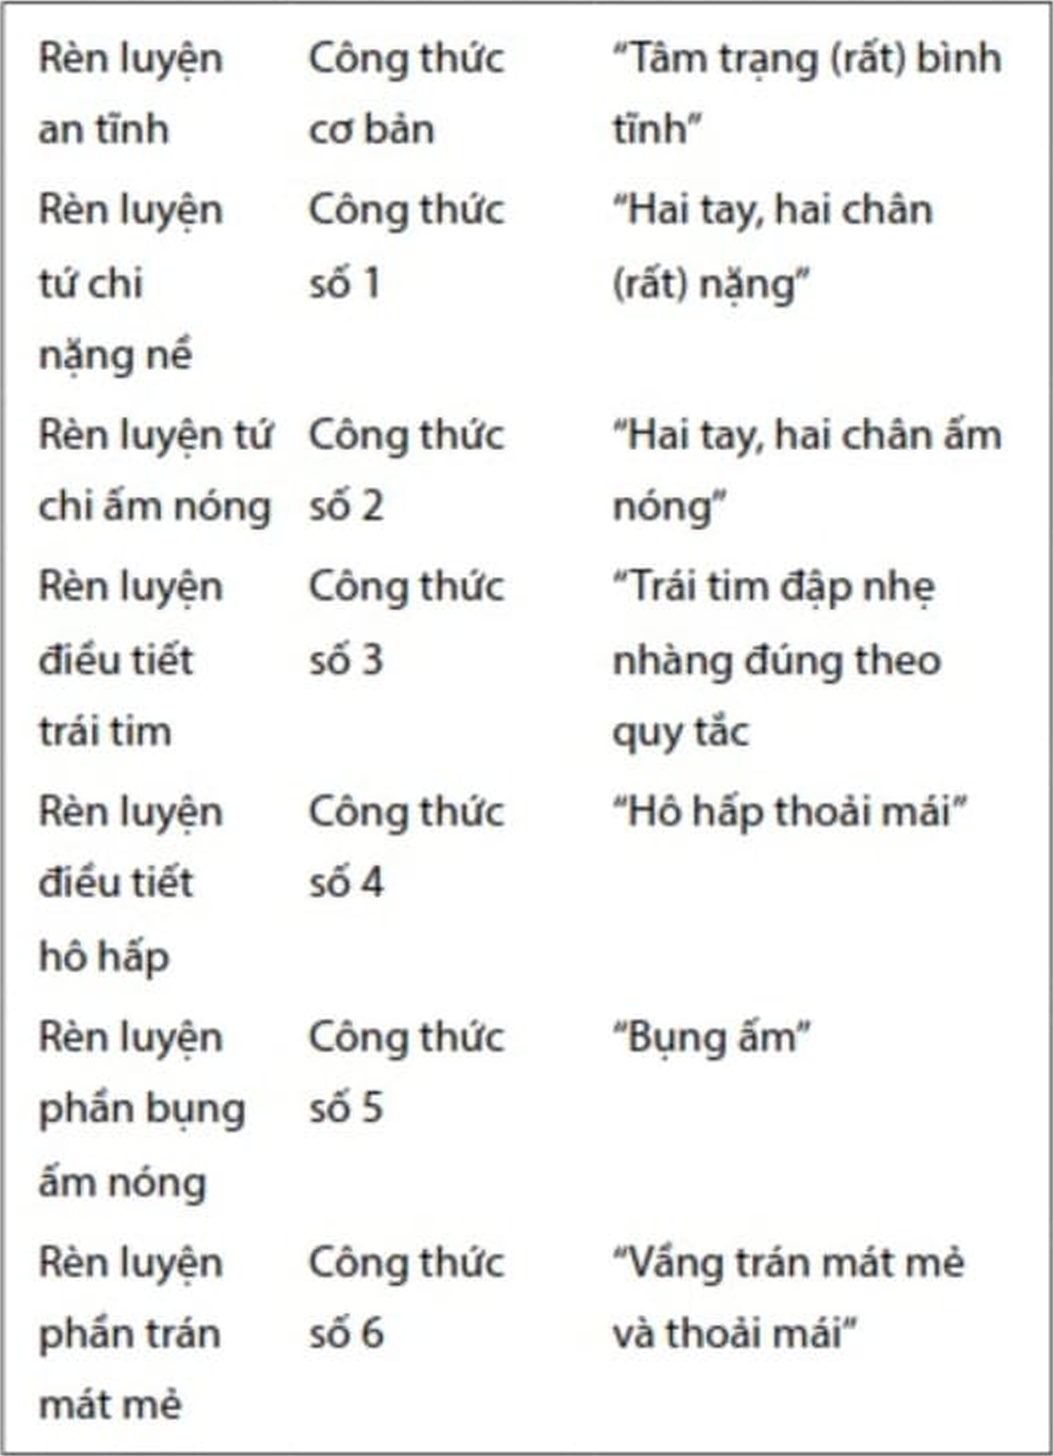 Rèn luyện Công thức “Tâm trạng (rất) bình
an tĩnh cơ bản tĩnh”
Rèn luyện Công thức “Hai tay, hai chân
tứ chi số 1 (rất) nặng”
nặng nề
Rèn luyện tứ Công thức “Hai tay, hai chân ấm
chi ấm nóng số 2 nóng”
Rèn luyện Công thức “Trái tim đập nhẹ
điều tiết số 3 nhàng đúng theo
trái tim quy tắc
Rèn luyện Công thức “Hô hấp thoải mái”
điều tiết số 4
hô hấp
Rèn luyện Công thức “Bụng ấm”
phần bụng số 5
ấm nóng
Rèn luyện Công thức “Vầng trán mát mẻ
phần trán số 6 và thoải mái”
mát mẻ